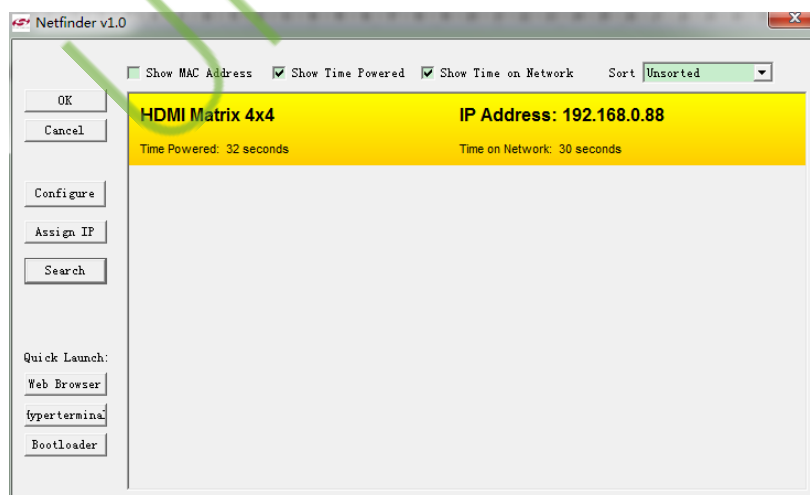 Netfinder v1.0
Show MAC Address Show Time Powered Show Time on Network Sort Unsorted
OK
Cancel
HDMI Matrix 4x4 IP Address: 192.168.0.88
Time Powered: 32 seconds Time on Network: 30 seconds
Configure
Assign IP
Search
Quick Launch:
Web Browser
Hypertermina
Bootloader